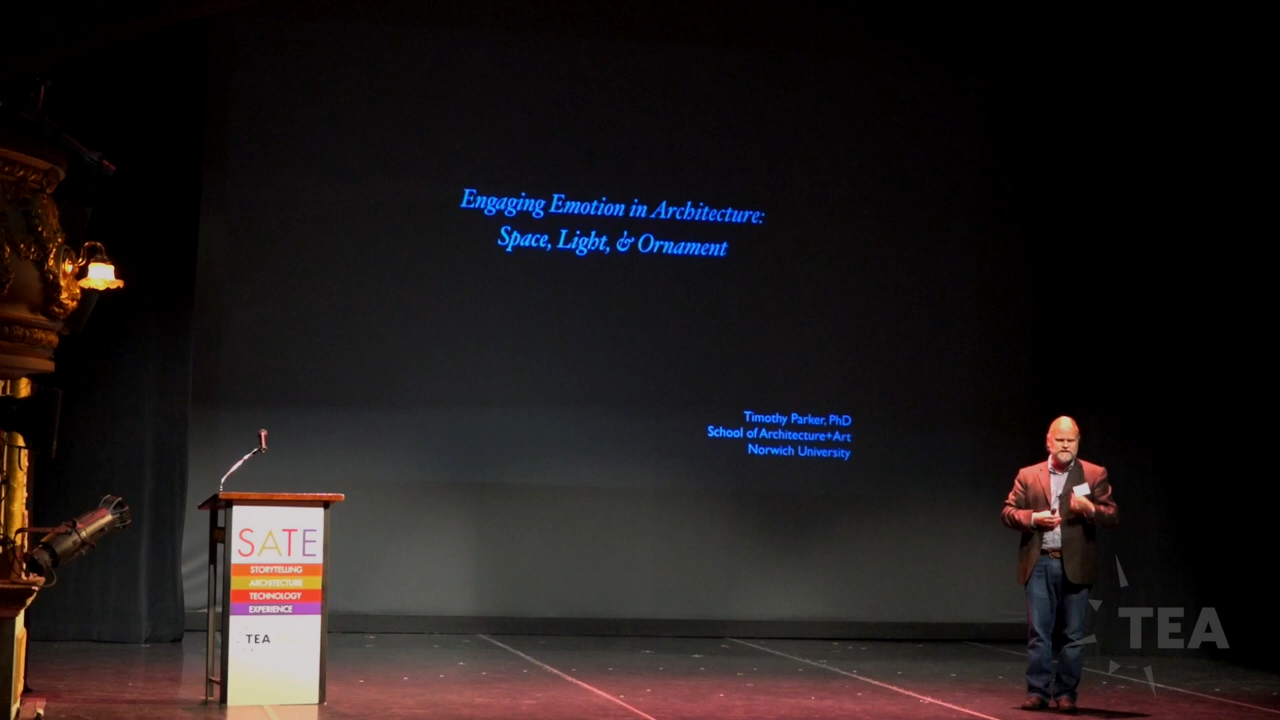 Engaging Emotion in Architecture:
Space, Light, & Ornament
Timothy Parker, PhD
School of Architecture+Art
Norwich University
SATE
STORYTELLING
ARCHITECTURE
TECHNOLOGY
EXPERIENCE
TEA
TEA